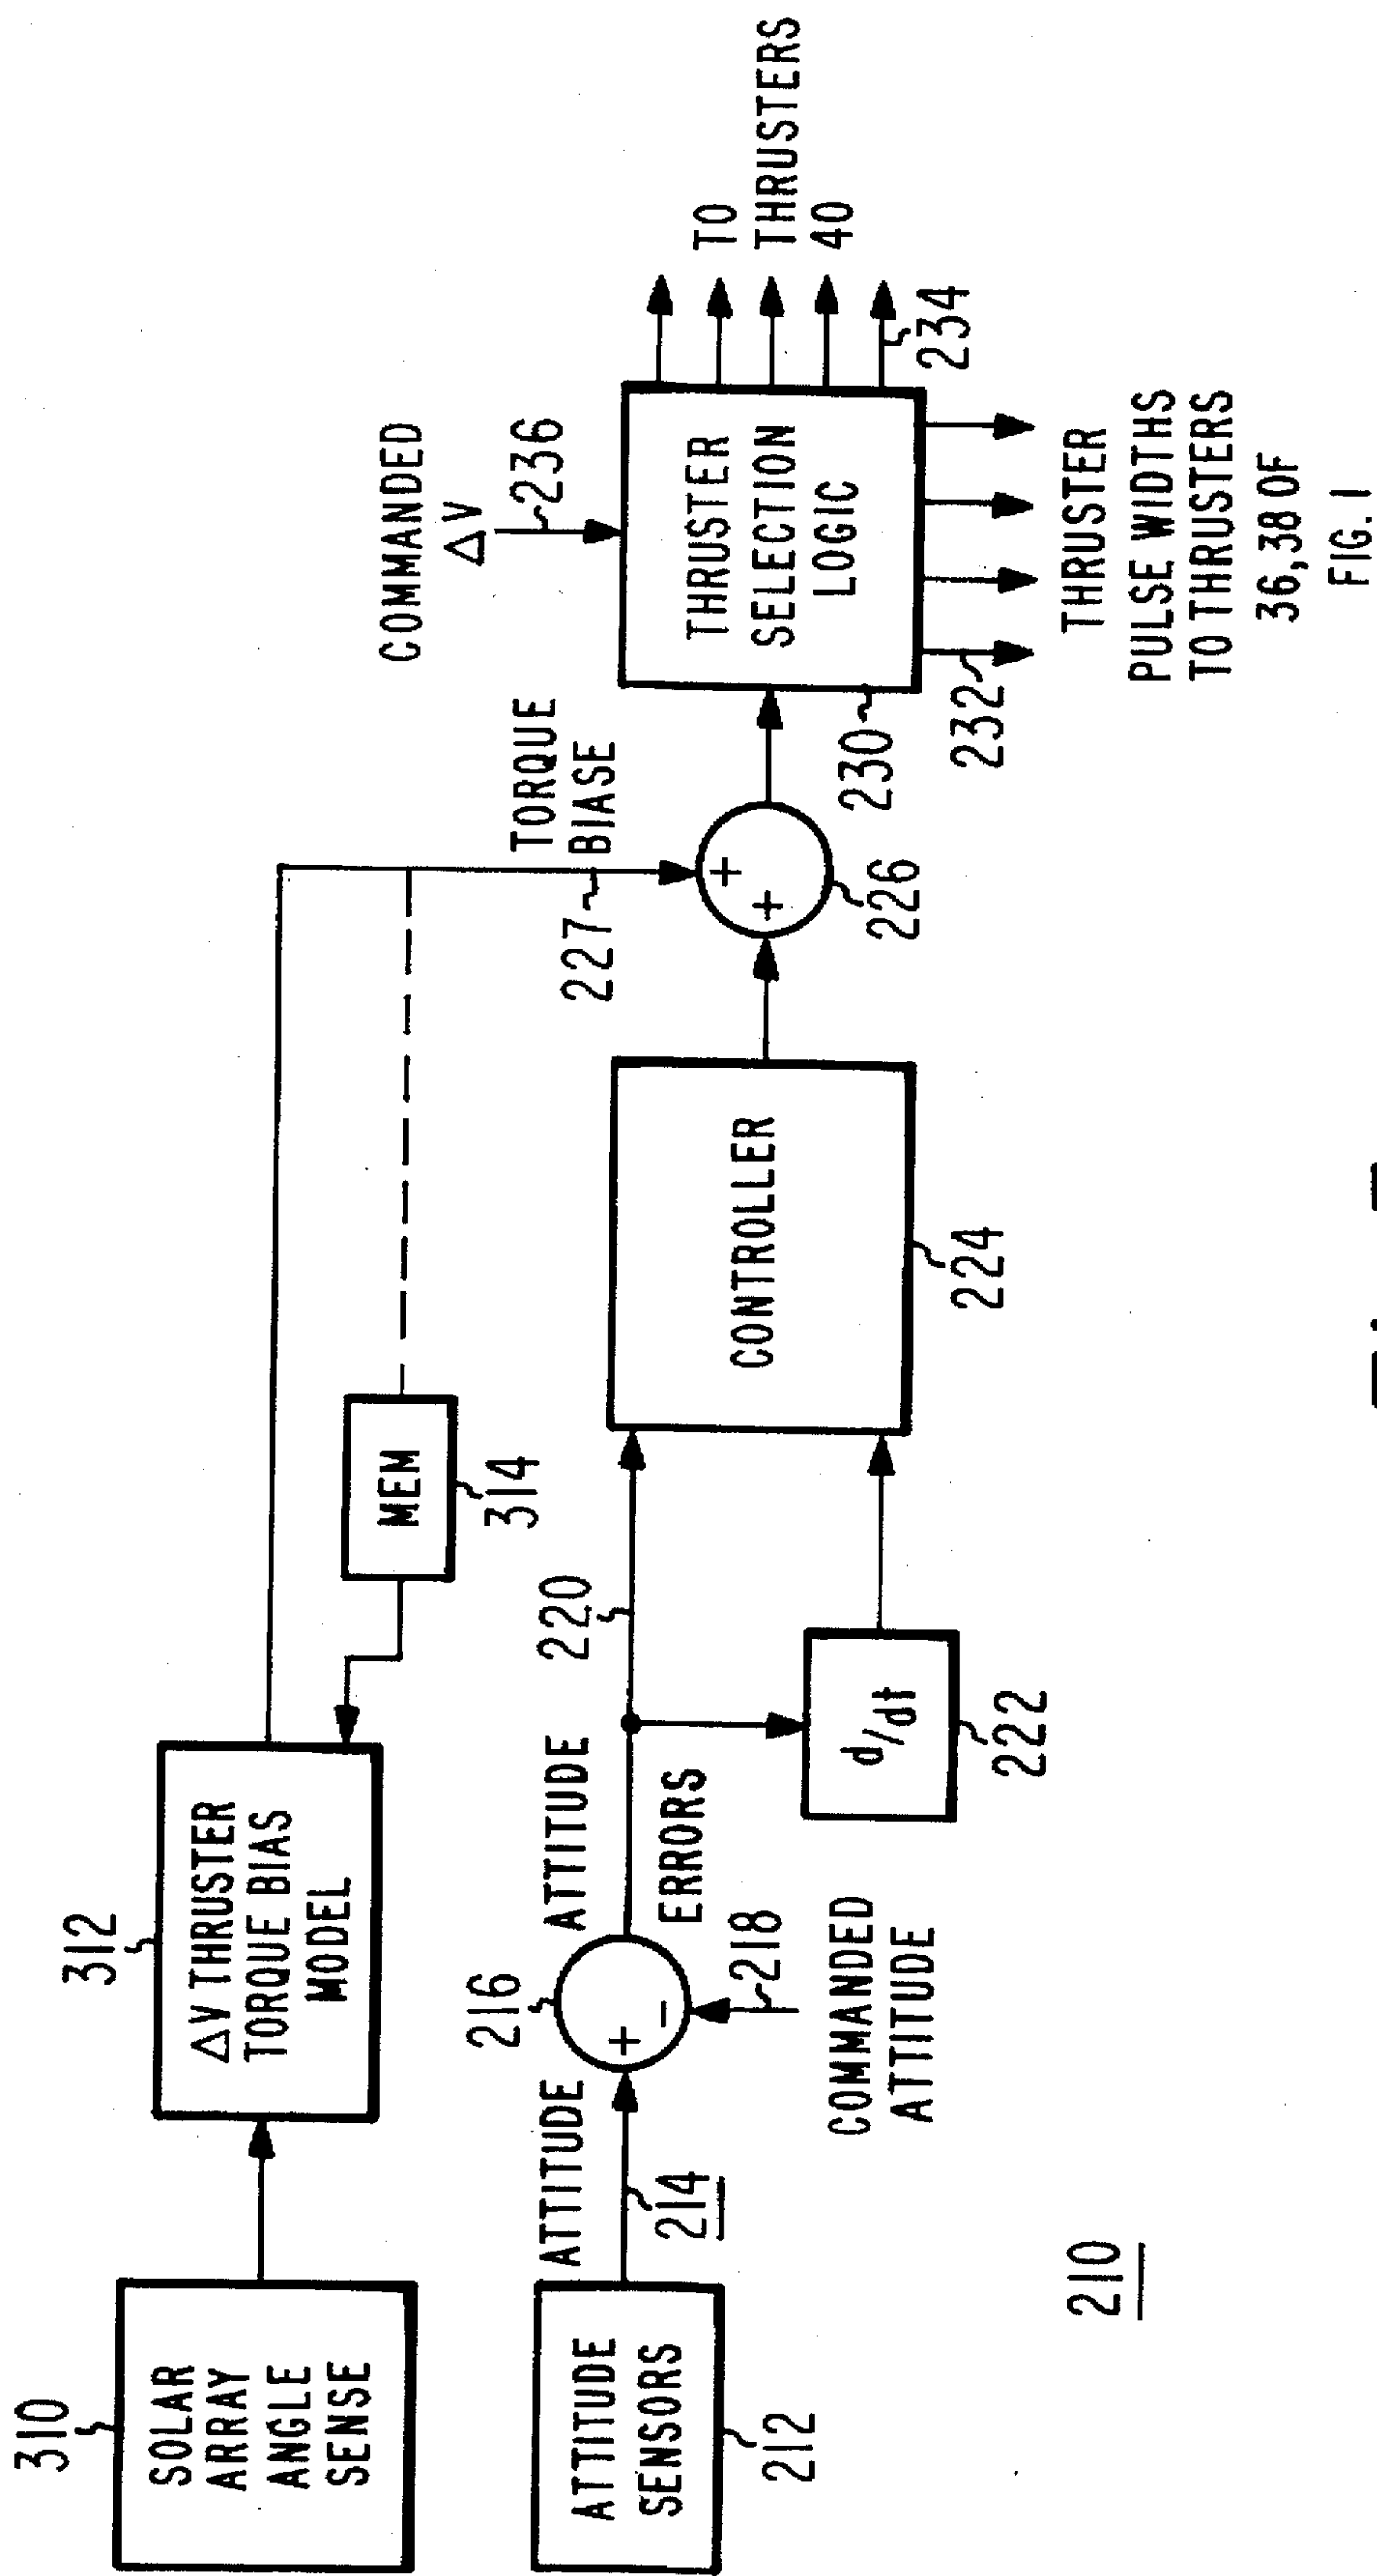 310
SOLAR
ARRAY
ANGLE
SENSE
312
ΔV THRUSTER
TORQUE BIAS
MODEL
MEM
314
TORQUE
BIASE
227
COMMANDED
ΔV
236
ATTITUDE
SENSORS
212
ATTITUDE
214
216
+
−
218
COMMANDED
ATTITUDE
ATTITUDE
ERRORS
220
d/dt
222
CONTROLLER
224
+
+
226
THRUSTER
SELECTION
LOGIC
230
232
234
TO
THRUSTERS
40
THRUSTER
PULSE WIDTHS
TO THRUSTERS
36,38 OF
FIG. 1
210